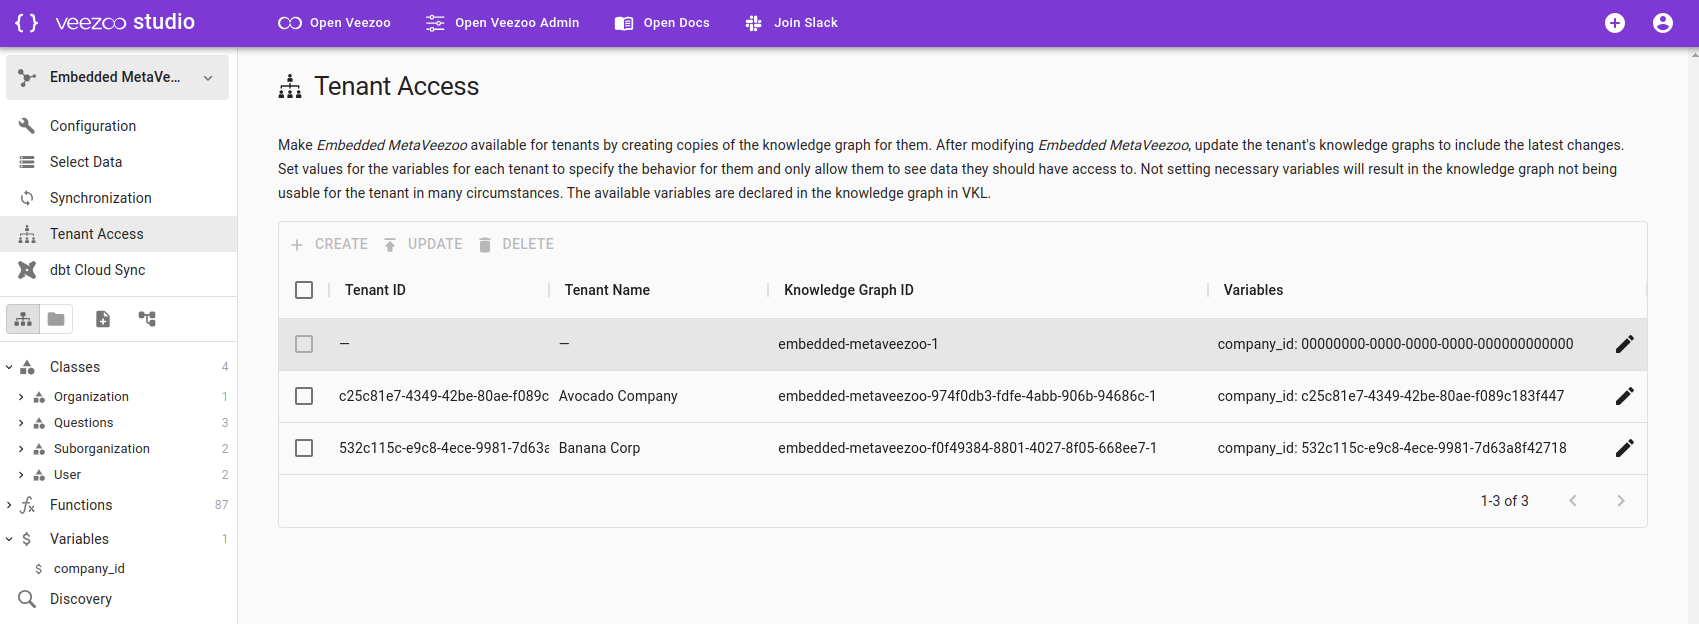 { } veezoo studio
Open Veezoo
Open Veezoo Admin
Open Docs
Join Slack
Embedded MetaVe...
Configuration
Select Data
Synchronization
Tenant Access
dbt Cloud Sync
Classes 4
Organization 1
Questions 3
Suborganization 2
User 2
Functions 87
Variables 1
$ company_id
Discovery
Tenant Access
Make Embedded MetaVeezoo available for tenants by creating copies of the knowledge graph for them. After modifying Embedded MetaVeezoo, update the tenant's knowledge graphs to include the latest changes.
Set values for the variables for each tenant to specify the behavior for them and only allow them to see data they should have access to. Not setting necessary variables will result in the knowledge graph not being
usable for the tenant in many circumstances. The available variables are declared in the knowledge graph in VKL.
+ CREATE UPDATE DELETE
Tenant ID Tenant Name Knowledge Graph ID Variables
— — embedded-metaveezoo-1 company_id: 00000000-0000-0000-0000-000000000000
c25c81e7-4349-42be-80ae-f089c Avocado Company embedded-metaveezoo-974f0db3-fdfe-4abb-906b-94686c-1 company_id: c25c81e7-4349-42be-80ae-f089c183f447
532c115c-e9c8-4ece-9981-7d63a Banana Corp embedded-metaveezoo-f0f49384-8801-4027-8f05-668ee7-1 company_id: 532c115c-e9c8-4ece-9981-7d63a8f42718
1-3 of 3